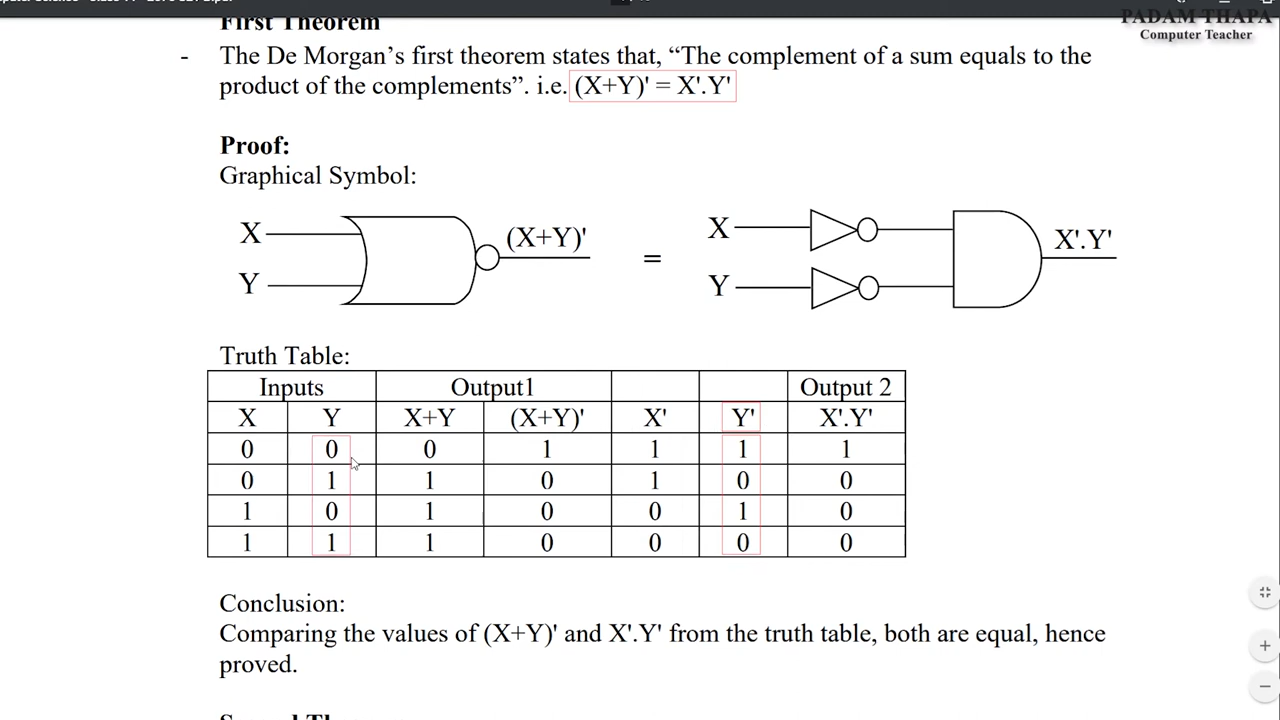 PADAM THAPA
Computer Teacher
First Theorem
- The De Morgan's first theorem states that, “The complement of a sum equals to the
product of the complements”. i.e. (X+Y)' = X'.Y'
Proof:
Graphical Symbol:
X
Y
(X+Y)'
=
X
Y
X'.Y'
Truth Table:
Inputs Output1 Output 2
X Y X+Y (X+Y)' X' Y' X'.Y'
0 0 0 1 1 1 1
0 1 1 0 1 0 0
1 0 1 0 0 1 0
1 1 1 0 0 0 0
Conclusion:
Comparing the values of (X+Y)' and X'.Y' from the truth table, both are equal, hence
proved.